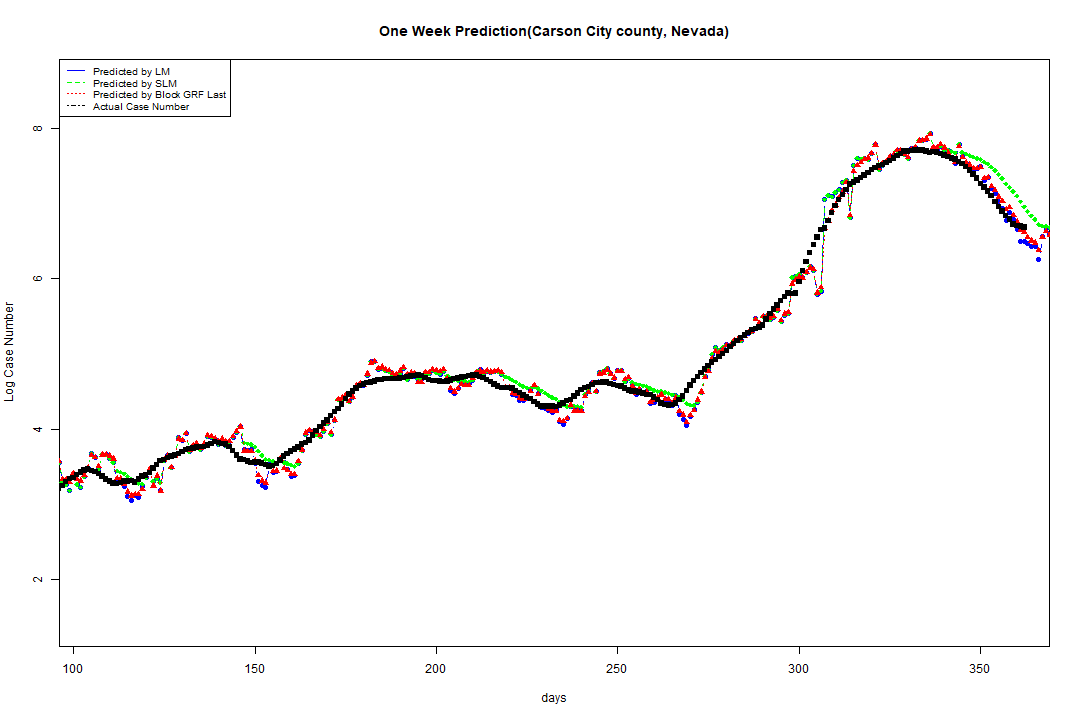 One Week Prediction(Carson City county, Nevada)
Predicted by LM
Predicted by SLM
Predicted by Block GRF Last
Actual Case Number
8
6
4
2
Log Case Number
100 150 200 250 300 350
days